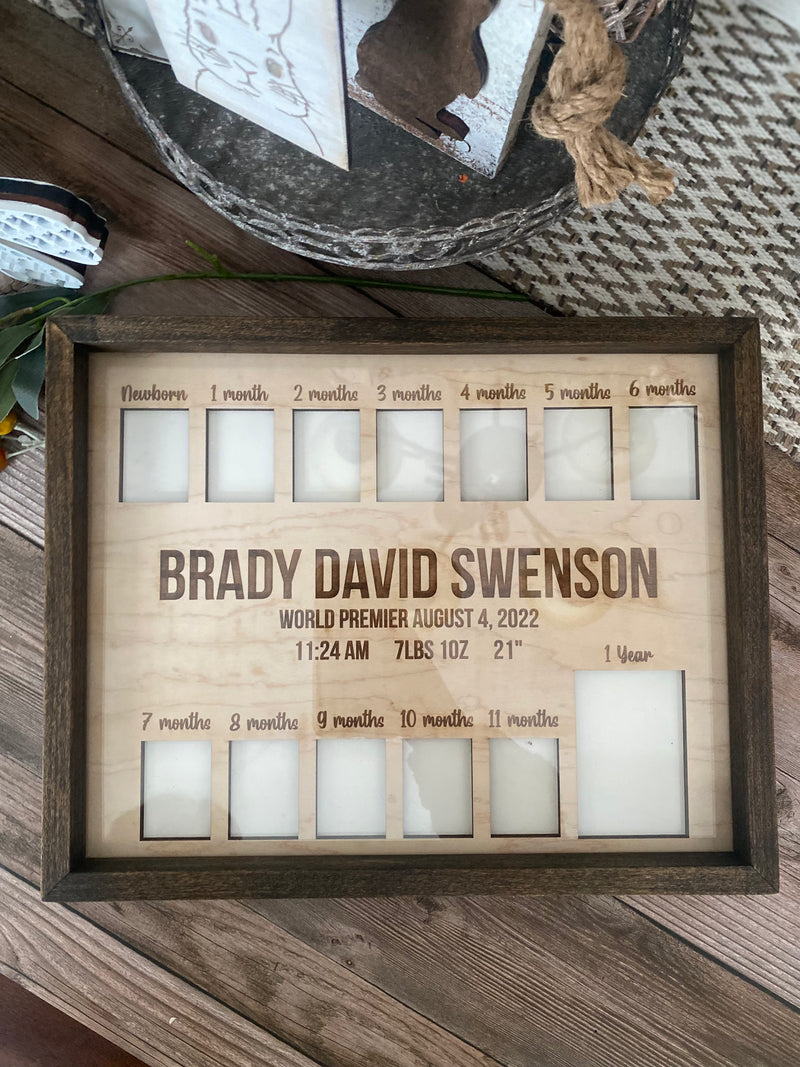 Newborn 1 month 2 months 3 months 4 months 5 months 6 months
BRADY DAVID SWENSON
WORLD PREMIER AUGUST 4, 2022
11:24 AM 7LBS 1OZ 21"
1 Year
7 months 8 months 9 months 10 months 11 months